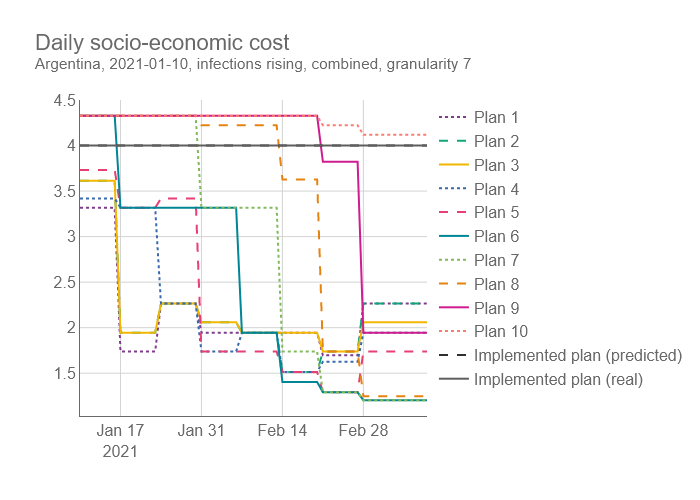 Daily socio-economic cost
Argentina, 2021-01-10, infections rising, combined, granularity 7
4.5
4
3.5
3
2.5
2
1.5
Jan 17
2021
Jan 31
Feb 14
Feb 28
Plan 1
Plan 2
Plan 3
Plan 4
Plan 5
Plan 6
Plan 7
Plan 8
Plan 9
Plan 10
Implemented plan (predicted)
Implemented plan (real)